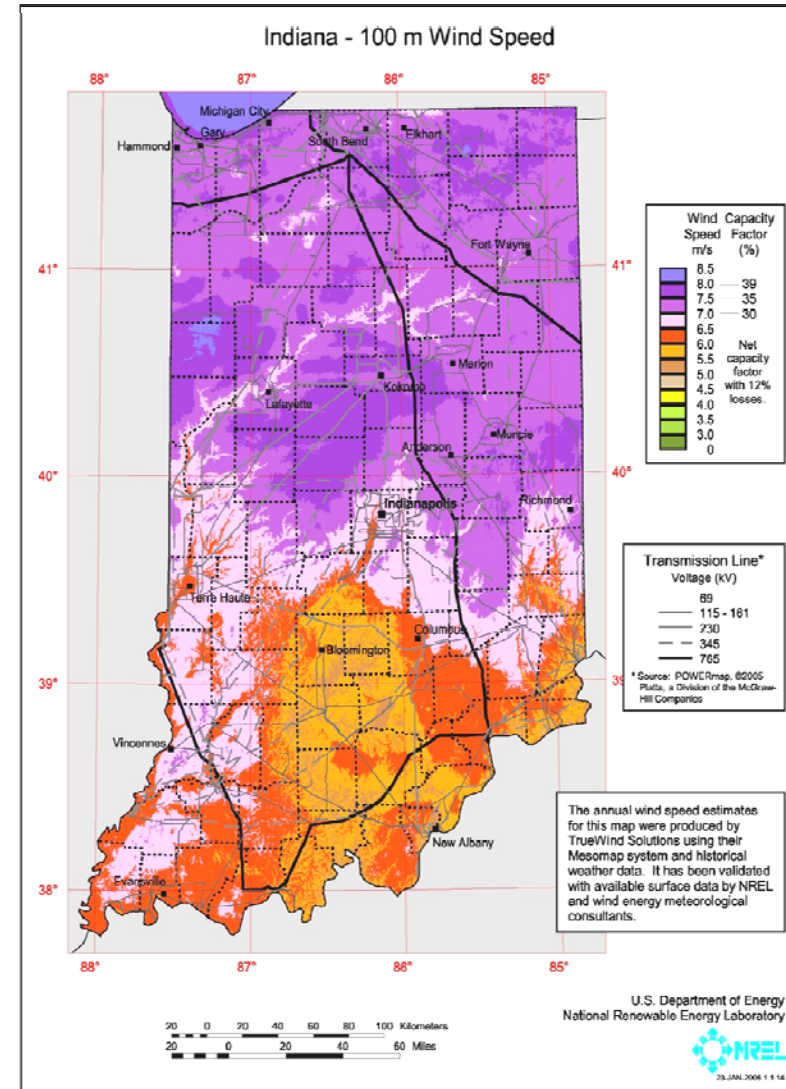 Indiana - 100 m Wind Speed
88° 87° 86° 85°
Michigan City
Gary
Hammond
South Bend
Elkhart
Fort Wayne
41° 41°
Marion
Kokomo
Lafayette
Muncie
Anderson
40° 40°
Indianapolis
Richmond
Terre Haute
Columbus
Bloomington
39° 39
Vincennes
New Albany
38°
Evansville
88° 87° 86° 85°
Wind Capacity
Speed Factor
m/s (%)
8.5
8.0 39
7.5 35
7.0 30
6.5
6.0
5.5
5.0
4.5
4.0
3.5
3.0
0
Net
capacity
factor
with 12%
losses.
Transmission Line*
Voltage (kV)
69
115 - 161
230
345
765
* Source: POWERmap, ©2005
Platts, a Division of the McGraw-
Hill Companies
The annual wind speed estimates
for this map were produced by
TrueWind Solutions using their
Mesomap system and historical
weather data. It has been validated
with available surface data by NREL
and wind energy meteorological
consultants.
20 0 20 40 60 80 100 Kilometers
20 0 20 40 60 Miles
U.S. Department of Energy
National Renewable Energy Laboratory
NREL